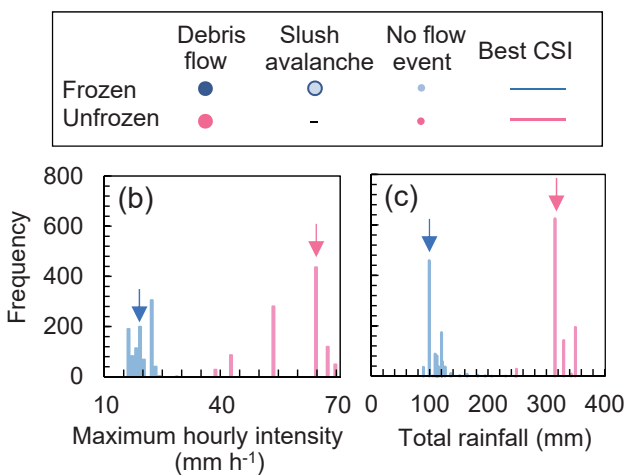 Debris flow
Slush avalanche
No flow event
Best CSI
Frozen
Unfrozen
-
(b)
(c)
Frequency
800
600
400
200
0
10
40
70
Maximum hourly intensity
(mm h⁻¹)
0
100
200
300
400
Total rainfall (mm)